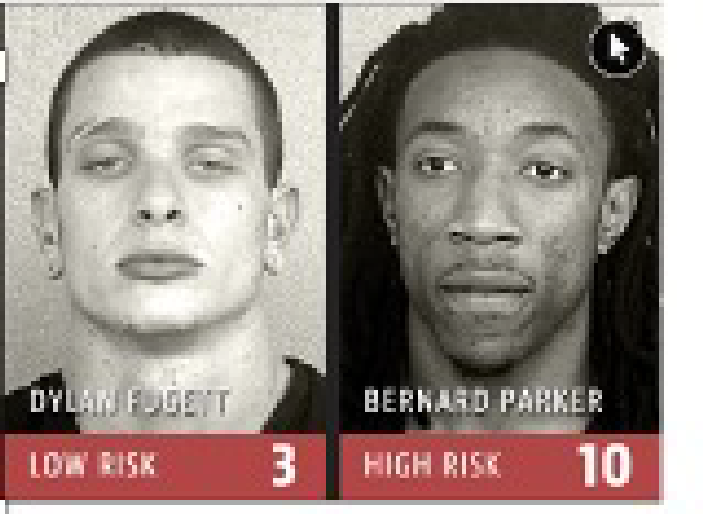 DYLAN FUGETT
LOW RISK
3
BERNARD PARKER
HIGH RISK
10